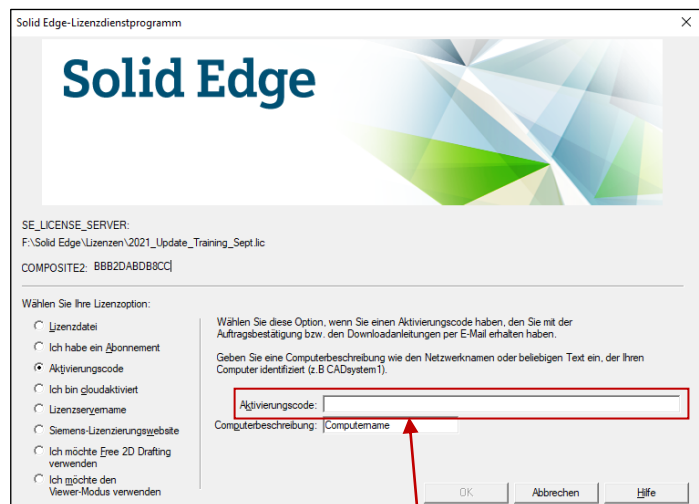 Solid Edge-Lizenzdienstprogramm
Solid Edge
SE_LICENSE_SERVER:
F:\Solid Edge\Lizenzen\2021_Update_Training_Sept.lic
COMPOSITE2: BBB2DABDB8CC
Wählen Sie Ihre Lizenzoption:
Lizenzdatei
Ich habe ein Abonnement
Aktivierungscode
Ich bin cloudaktiviert
Lizenzservername
Siemens-Lizenzierungswebsite
Ich möchte Free 2D Drafting
verwenden
Ich möchte den
Viewer-Modus verwenden
Wählen Sie diese Option, wenn Sie einen Aktivierungscode haben, den Sie mit der
Auftragsbestätigung bzw. den Downloadanleitungen per E-Mail erhalten haben.
Geben Sie eine Computerbeschreibung wie den Netzwerknamen oder beliebigen Text ein, der Ihren
Computer identifiziert (z.B CADsystem1).
Aktivierungscode:
Computerbeschreibung: Computername
OK Abbrechen Hilfe